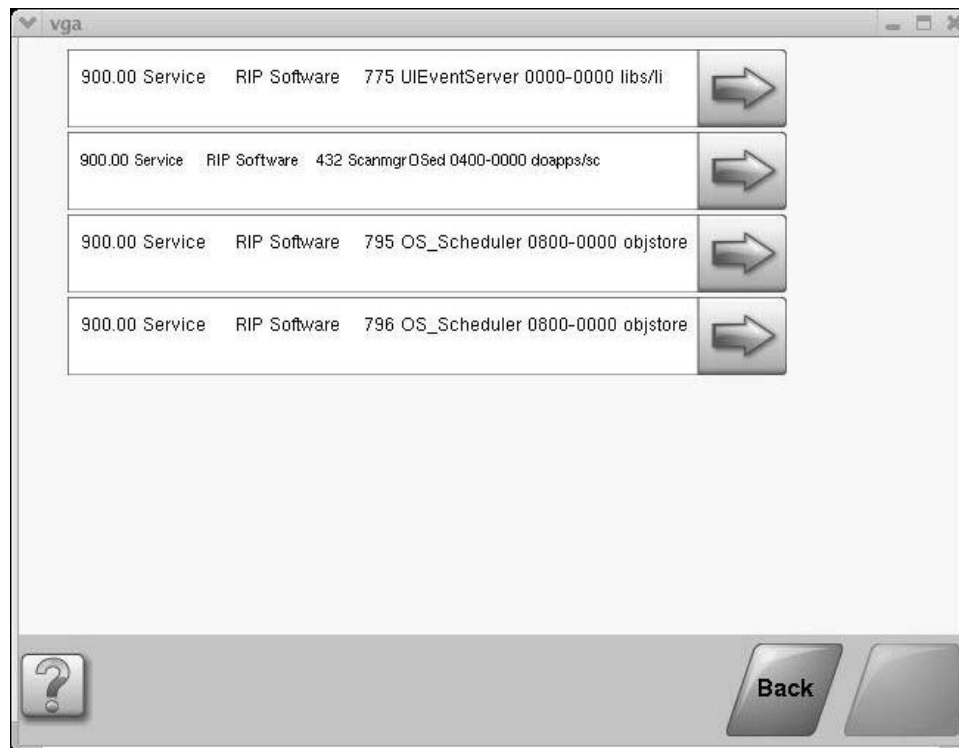 vga
900.00 Service RIP Software 775 UIEventServer 0000-0000 libs/li
900.00 Service RIP Software 432 ScanmgrOSed 0400-0000 doapps/sc
900.00 Service RIP Software 795 OS_Scheduler 0800-0000 objstore
900.00 Service RIP Software 796 OS_Scheduler 0800-0000 objstore
?
Back